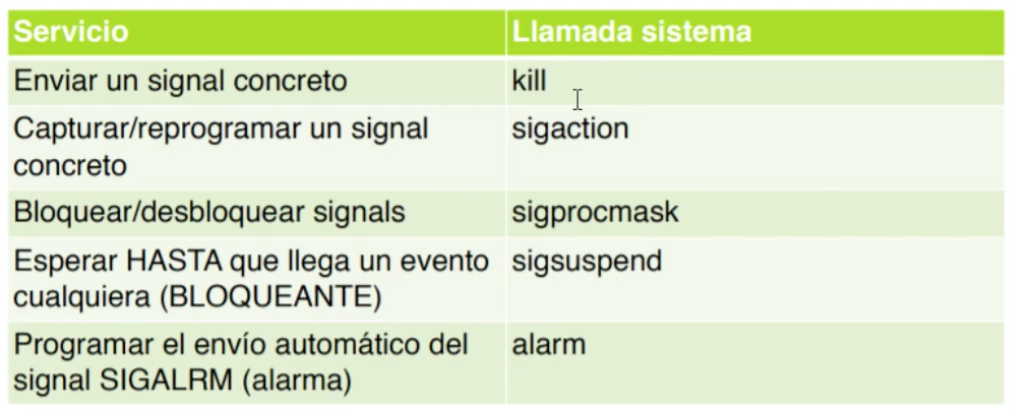 Servicio Llamada sistema
Enviar un signal concreto kill
Capturar/reprogramar un signal sigaction
concreto
Bloquear/desbloquear signals sigprocmask
Esperar HASTA que llega un evento sigsuspend
cualquiera (BLOQUEANTE)
Programar el envío automático del alarm
signal SIGALRM (alarma)